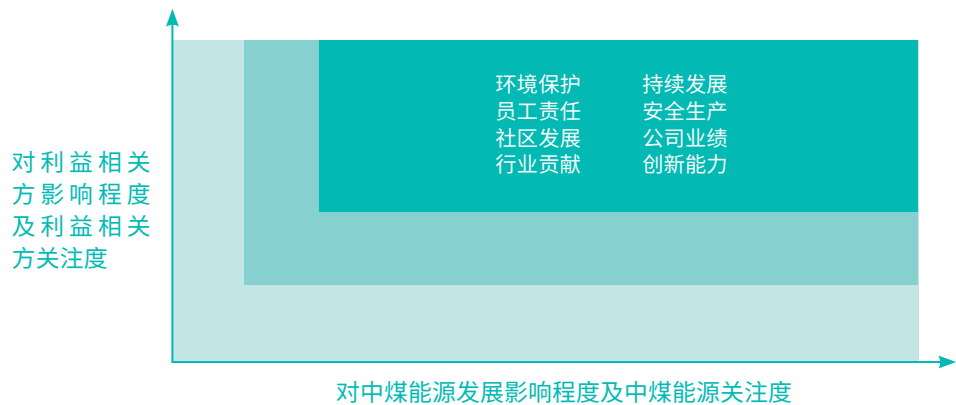 环境保护 持续发展
员工责任 安全生产
社区发展 公司业绩
行业贡献 创新能力
对利益相关
方影响程度
及利益相关
方关注度
对中煤能源发展影响程度及中煤能源关注度